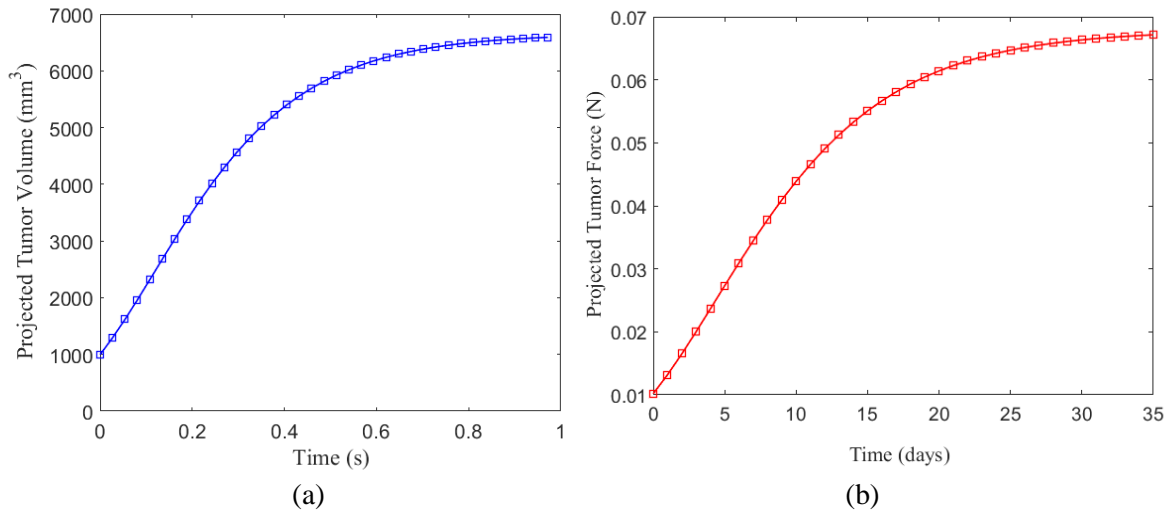 7000
6000
5000
4000
3000
2000
1000
0
Projected Tumor Volume (mm³)
0 0.2 0.4 0.6 0.8 1
Time (s)
(a)
0.07
0.06
0.05
0.04
0.03
0.02
0.01
Projected Tumor Force (N)
0 5 10 15 20 25 30 35
Time (days)
(b)